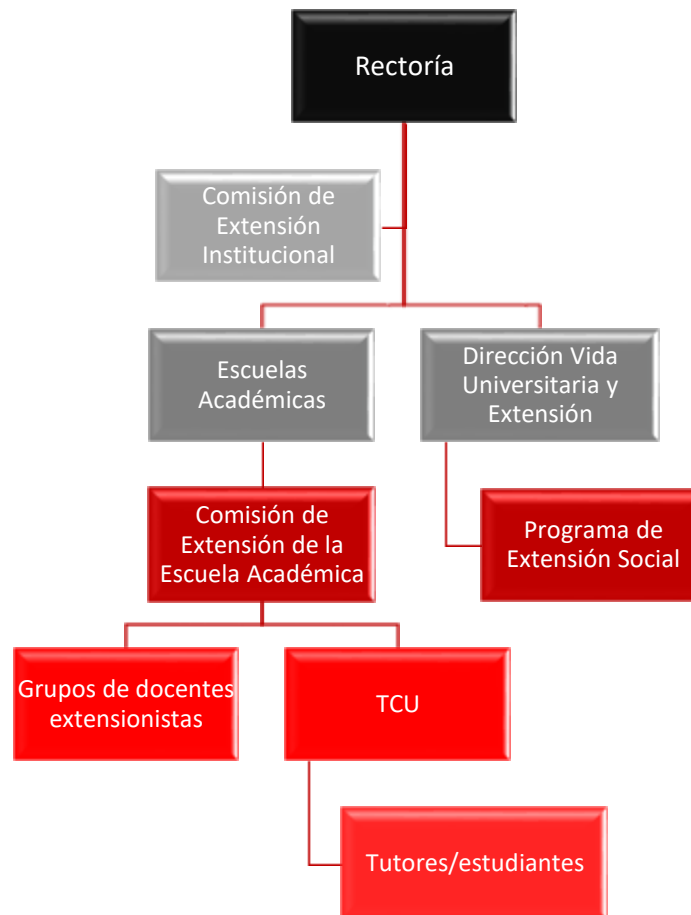 Rectoría
Comisión de
Extensión
Institucional
Escuelas
Académicas
Dirección Vida
Universitaria y
Extensión
Comisión de
Extensión de la
Escuela Académica
Programa de
Extensión Social
Grupos de docentes
extensionistas
TCU
Tutores/estudiantes